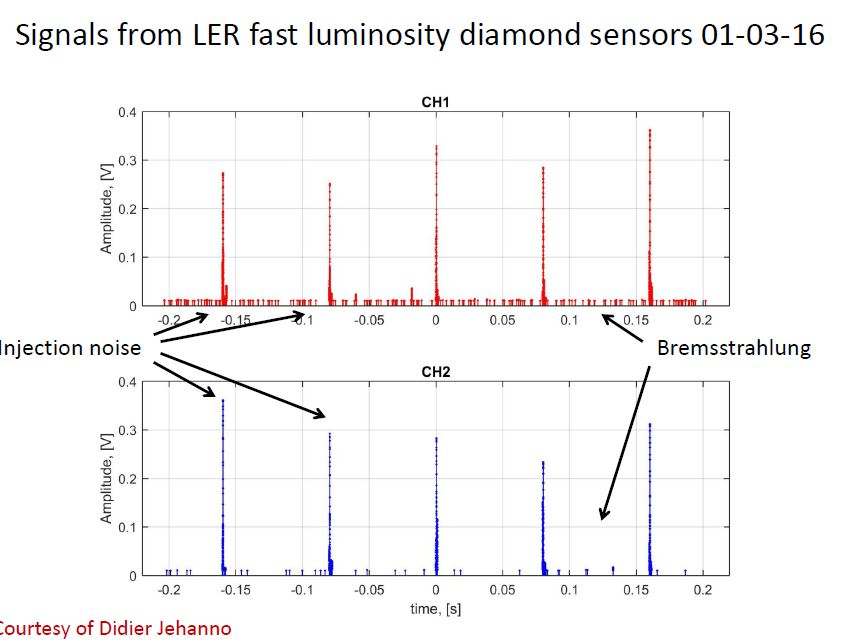 Signals from LER fast luminosity diamond sensors 01-03-16
CH1
Amplitude, [V]
0.4
0.3
0.2
0.1
0
-0.2 -0.15 -0.1 -0.05 0 0.05 0.1 0.15 0.2
Injection noise
Bremsstrahlung
CH2
Amplitude, [V]
0.4
0.3
0.2
0.1
0
-0.2 -0.15 -0.1 -0.05 0 0.05 0.1 0.15 0.2
time, [s]
Courtesy of Didier Jehanno